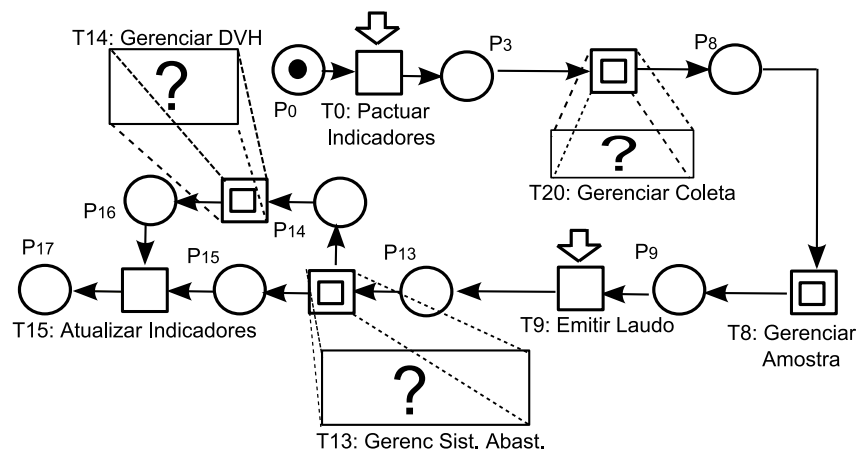 T14: Gerenciar DVH
?
P0
T0: Pactuar
Indicadores
P3
P8
?
T20: Gerenciar Coleta
P16
P14
P17
P15
P13
P9
T15: Atualizar Indicadores
T9: Emitir Laudo
T8: Gerenciar
Amostra
?
T13: Gerenc Sist. Abast.